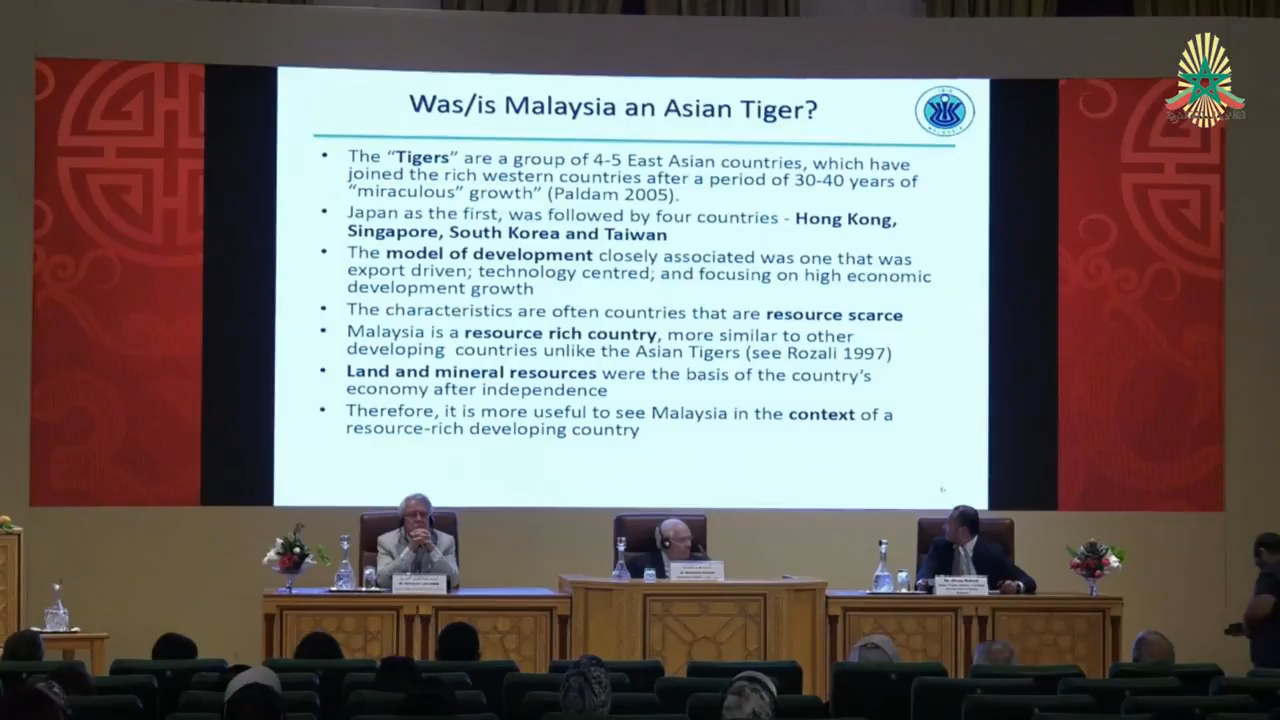 Was/is Malaysia an Asian Tiger?
• The “Tigers” are a group of 4-5 East Asian countries, which have
joined the rich western countries after a period of 30-40 years of
“miraculous” growth” (Paldam 2005).
• Japan as the first, was followed by four countries - Hong Kong,
Singapore, South Korea and Taiwan
• The model of development closely associated was one that was
export driven; technology centred; and focusing on high economic
development growth
• The characteristics are often countries that are resource scarce
• Malaysia is a resource rich country, more similar to other
developing countries unlike the Asian Tigers (see Rozali 1997)
• Land and mineral resources were the basis of the country’s
economy after independence
• Therefore, it is more useful to see Malaysia in the context of a
resource-rich developing country
6
MALAYSIA